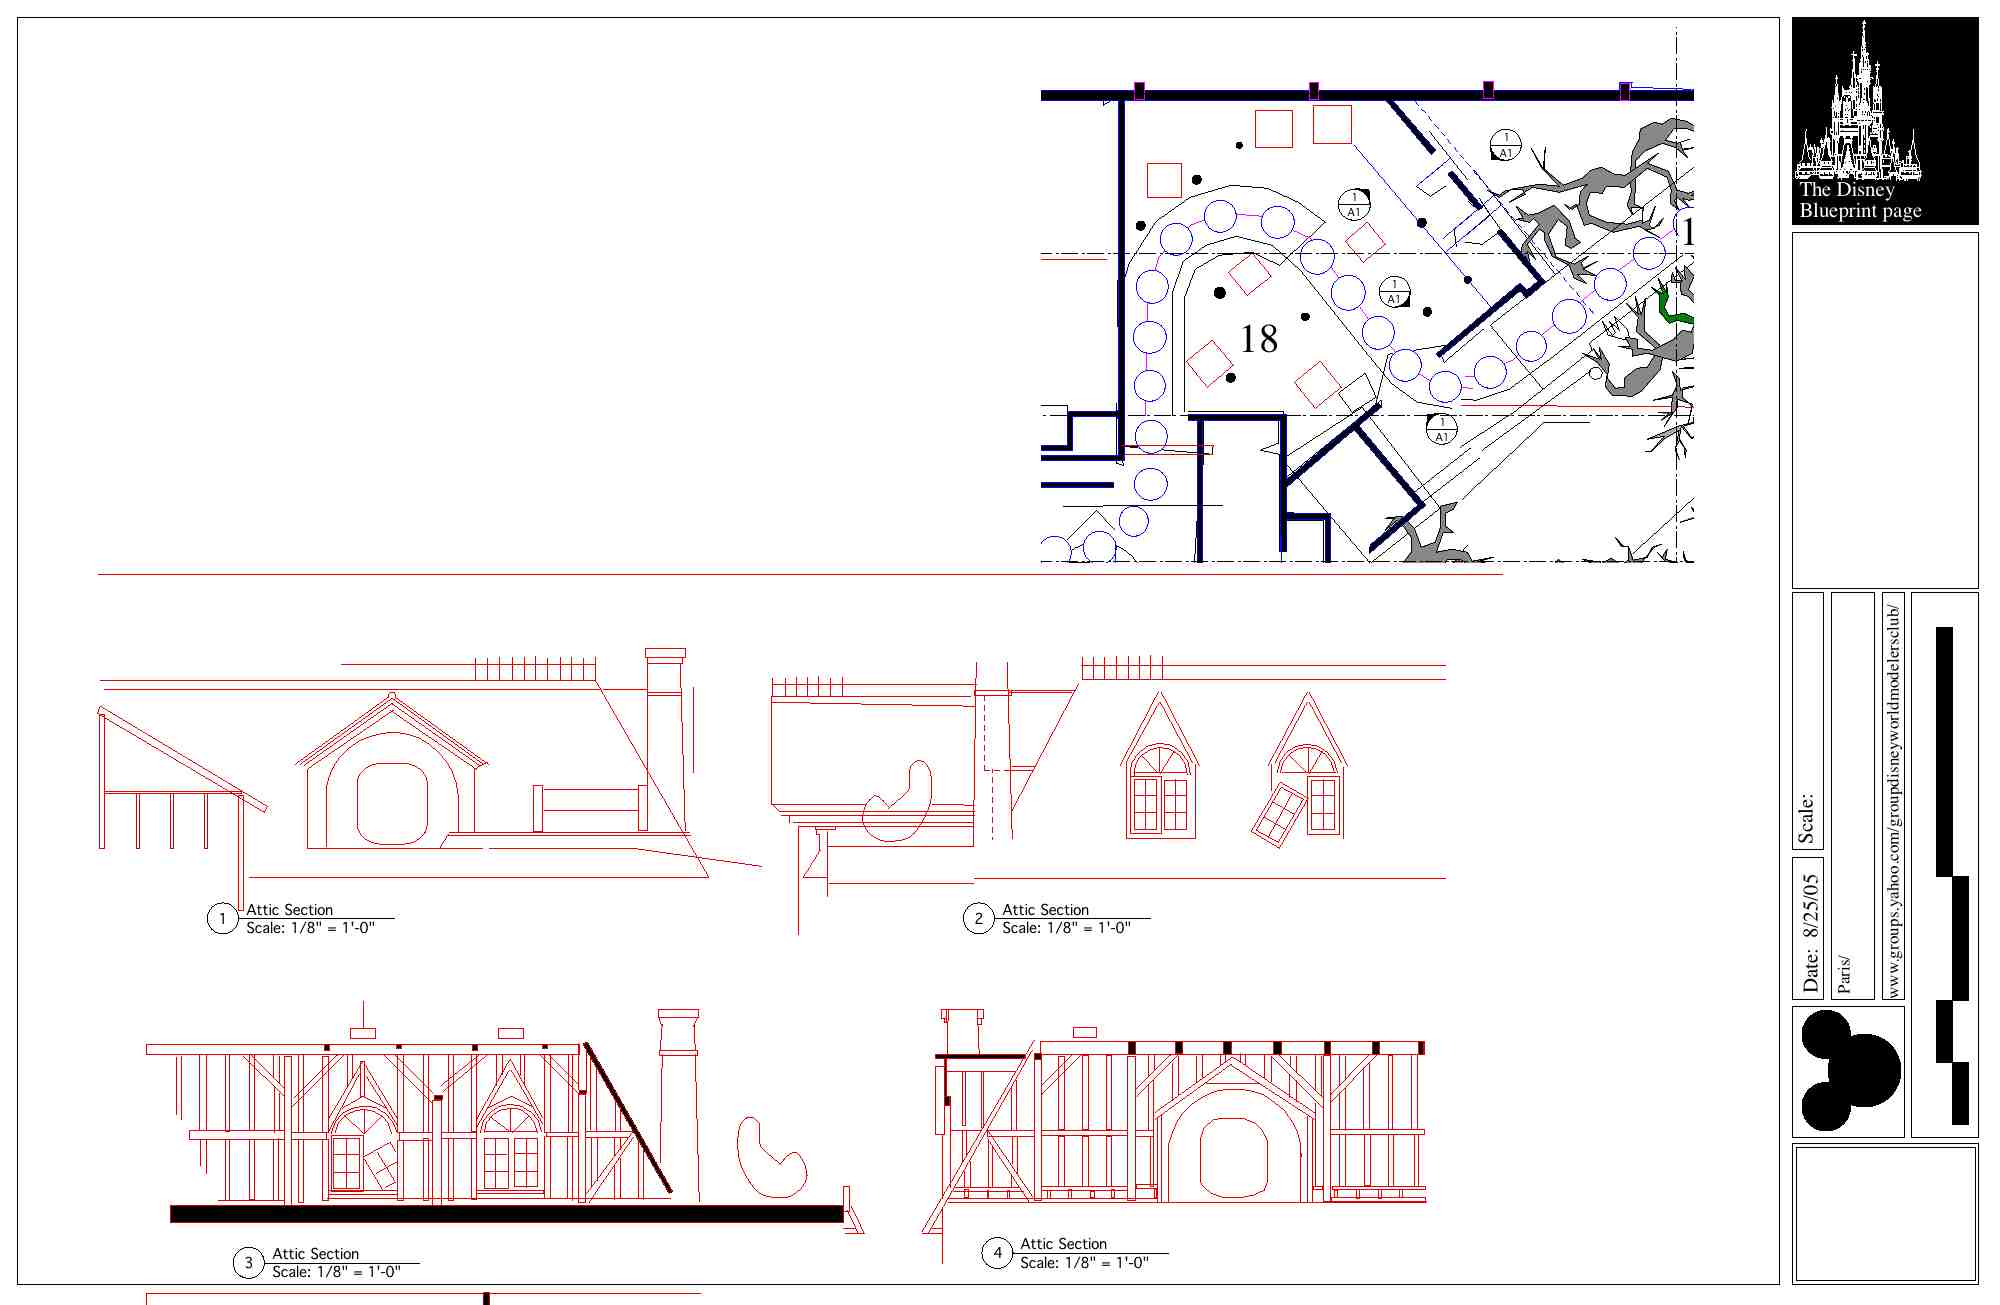 The Disney
Blueprint page
1
A1
1
A1
1
A1
1
A1
18
1
1
Attic Section
Scale: 1/8" = 1'-0"
2
Attic Section
Scale: 1/8" = 1'-0"
3
Attic Section
Scale: 1/8" = 1'-0"
4
Attic Section
Scale: 1/8" = 1'-0"
Scale:
Date: 8/25/05
Paris/
www.groups.yahoo.com/groupdisneyworldmodelersclub/